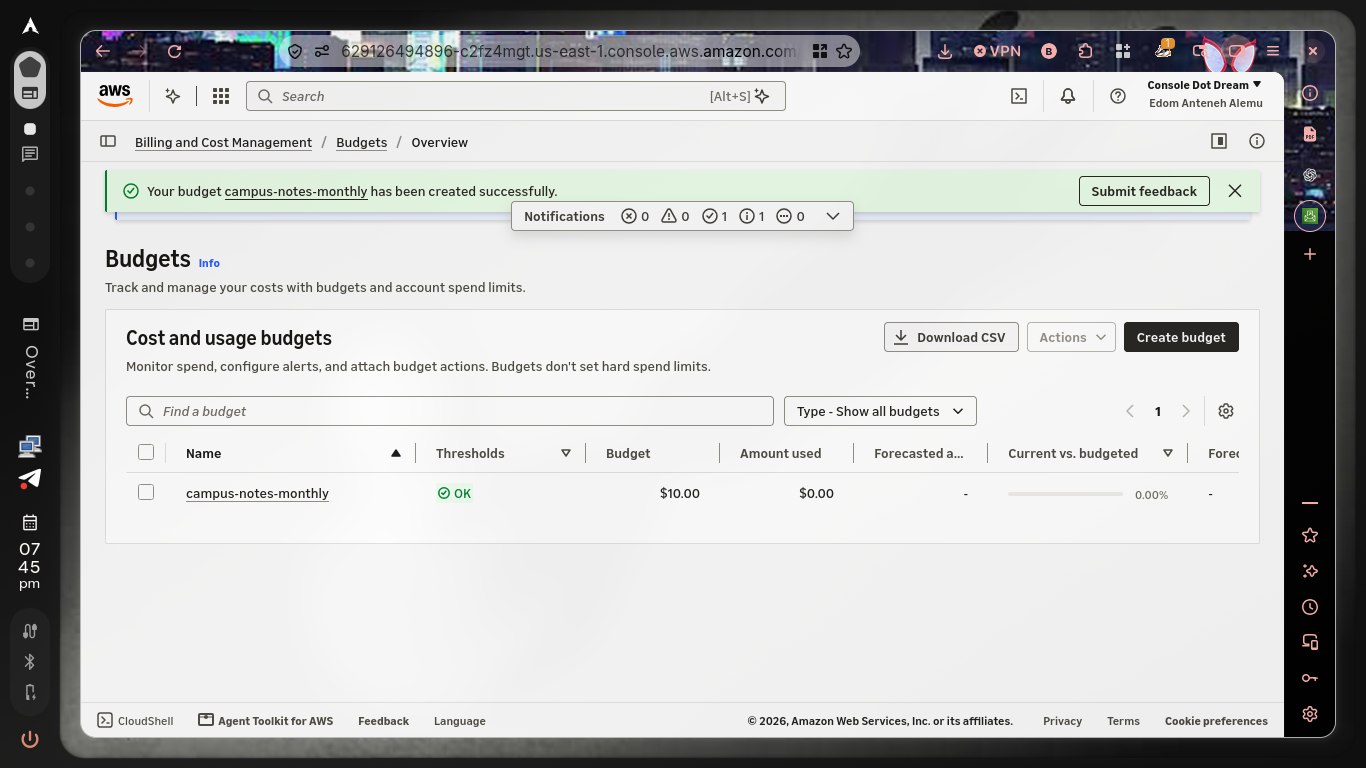 629126494896-c2fz4mgt.us-east-1.console.aws.amazon.com
VPN
B
1
aws
Search
[Alt+S]
Console Dot Dream
Edom Anteneh Alemu
Billing and Cost Management / Budgets / Overview
Your budget campus-notes-monthly has been created successfully.
Submit feedback
Notifications 0 0 1 1 0
Budgets Info
Track and manage your costs with budgets and account spend limits.
Cost and usage budgets
Download CSV
Actions
Create budget
Monitor spend, configure alerts, and attach budget actions. Budgets don't set hard spend limits.
Find a budget
Type - Show all budgets
1
Name Thresholds Budget Amount used Forecasted a... Current vs. budgeted Forec
campus-notes-monthly OK $10.00 $0.00 - 0.00% -
CloudShell Agent Toolkit for AWS Feedback Language © 2026, Amazon Web Services, Inc. or its affiliates. Privacy Terms Cookie preferences
Over...
07
45
pm
PDF